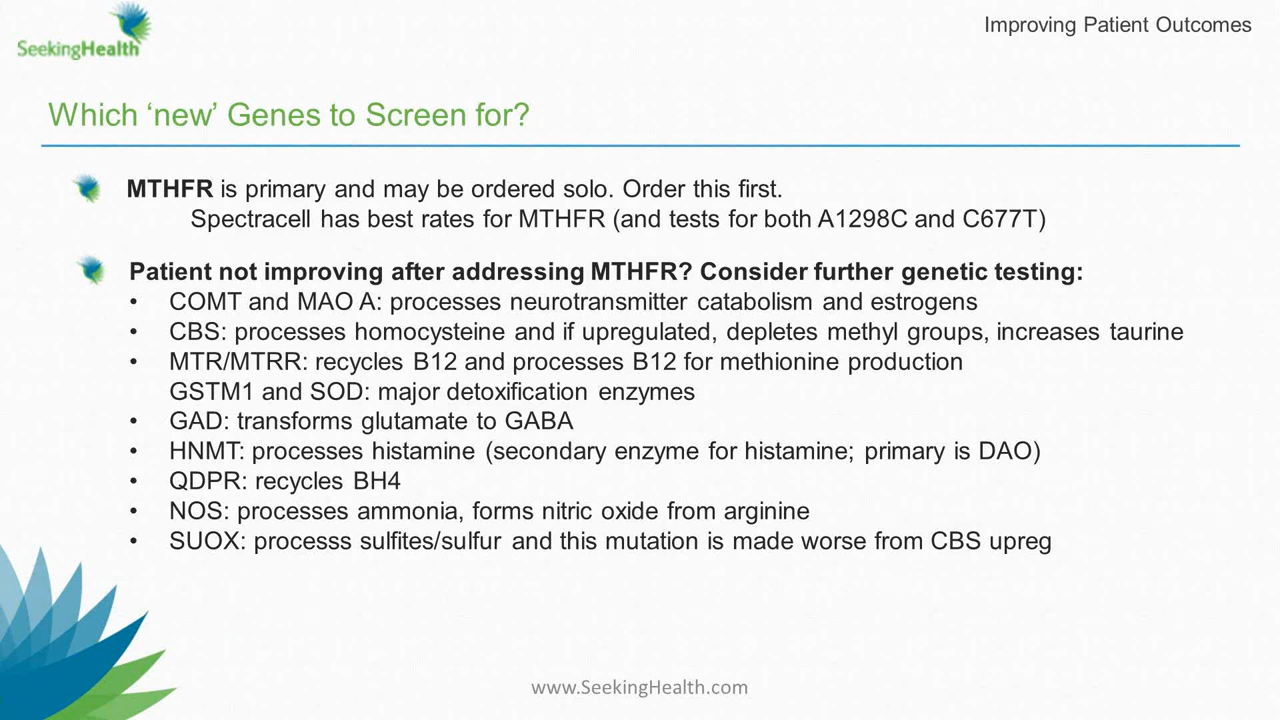 SeekingHealth
Improving Patient Outcomes
Which ‘new’ Genes to Screen for?
MTHFR is primary and may be ordered solo. Order this first.
Spectracell has best rates for MTHFR (and tests for both A1298C and C677T)
Patient not improving after addressing MTHFR? Consider further genetic testing:
• COMT and MAO A: processes neurotransmitter catabolism and estrogens
• CBS: processes homocysteine and if upregulated, depletes methyl groups, increases taurine
• MTR/MTRR: recycles B12 and processes B12 for methionine production
GSTM1 and SOD: major detoxification enzymes
• GAD: transforms glutamate to GABA
• HNMT: processes histamine (secondary enzyme for histamine; primary is DAO)
• QDPR: recycles BH4
• NOS: processes ammonia, forms nitric oxide from arginine
• SUOX: processs sulfites/sulfur and this mutation is made worse from CBS upreg
www.SeekingHealth.com